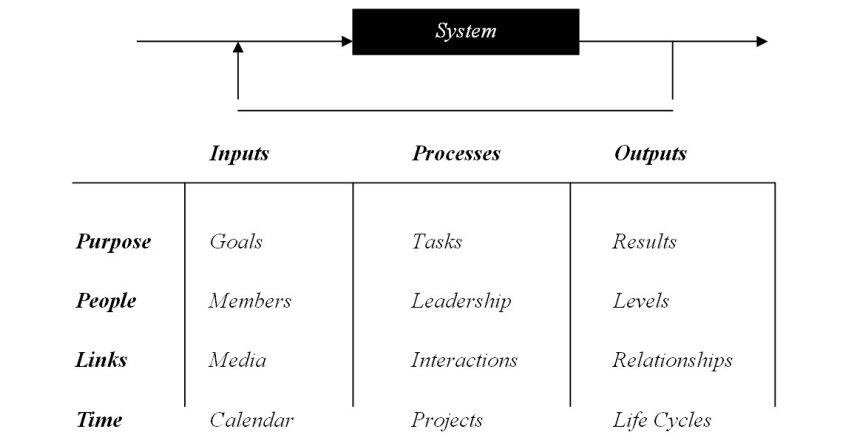 System
Inputs Processes Outputs
Purpose Goals Tasks Results
People Members Leadership Levels
Links Media Interactions Relationships
Time Calendar Projects Life Cycles